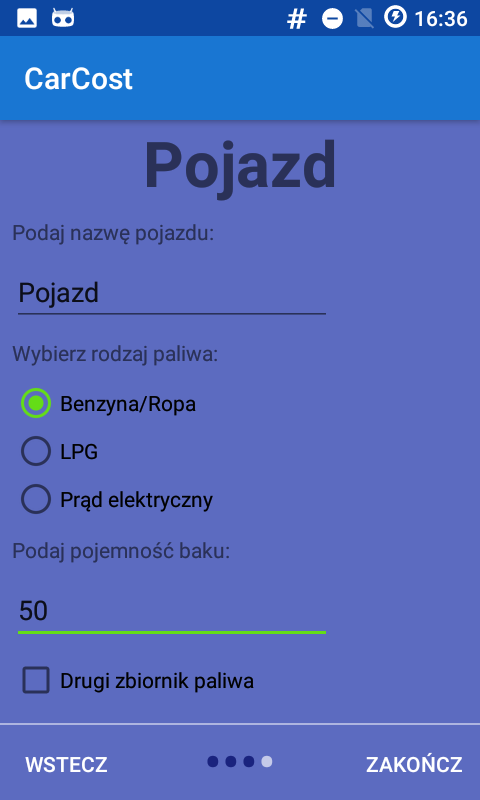 # 16:36
CarCost
Pojazd
Podaj nazwę pojazdu:
Pojazd
Wybierz rodzaj paliwa:
Benzyna/Ropa
LPG
Prąd elektryczny
Podaj pojemność baku:
50
Drugi zbiornik paliwa
WSTECZ ZAKOŃCZ